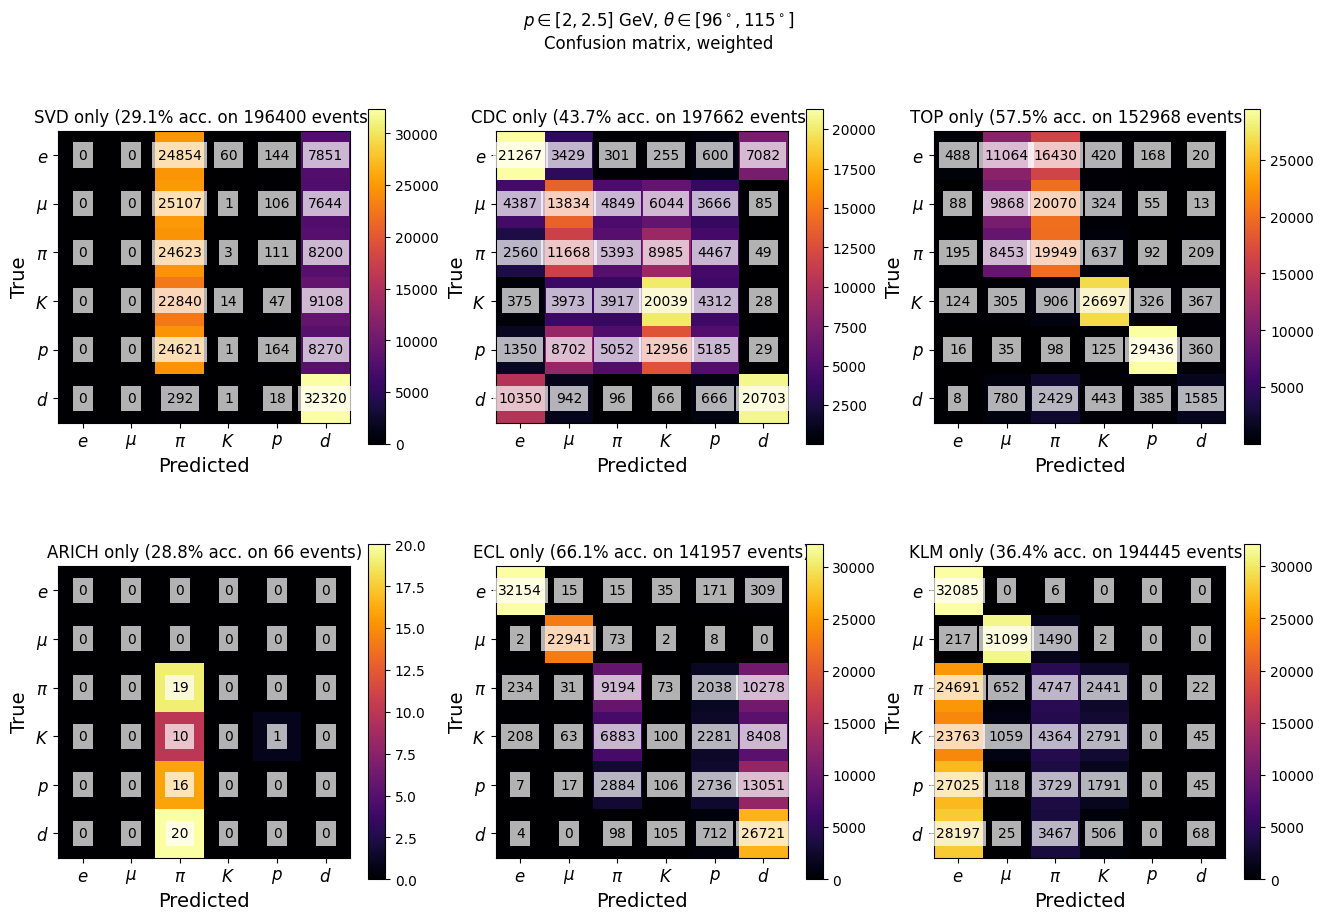 p ∈ [2, 2.5] GeV, θ ∈ [96°, 115°]
Confusion matrix, weighted
SVD only (29.1% acc. on 196400 events
True
e 0 0 24854 60 144 7851
μ 0 0 25107 1 106 7644
π 0 0 24623 3 111 8200
K 0 0 22840 14 47 9108
p 0 0 24621 1 164 8270
d 0 0 292 1 18 32320
e μ π K p d
Predicted
30000
25000
20000
15000
10000
5000
0
CDC only (43.7% acc. on 197662 events
True
e 21267 3429 301 255 600 7082
μ 4387 13834 4849 6044 3666 85
π 2560 11668 5393 8985 4467 49
K 375 3973 3917 20039 4312 28
p 1350 8702 5052 12956 5185 29
d 10350 942 96 66 666 20703
e μ π K p d
Predicted
20000
17500
15000
12500
10000
7500
5000
2500
TOP only (57.5% acc. on 152968 events
True
e 488 11064 16430 420 168 20
μ 88 9868 20070 324 55 13
π 195 8453 19949 637 92 209
K 124 305 906 26697 326 367
p 16 35 98 125 29436 360
d 8 780 2429 443 385 1585
e μ π K p d
Predicted
25000
20000
15000
10000
5000
ARICH only (28.8% acc. on 66 events)
True
e 0 0 0 0 0 0
μ 0 0 0 0 0 0
π 0 0 19 0 0 0
K 0 0 10 0 1 0
p 0 0 16 0 0 0
d 0 0 20 0 0 0
e μ π K p d
Predicted
20.0
17.5
15.0
12.5
10.0
7.5
5.0
2.5
0.0
ECL only (66.1% acc. on 141957 events)
True
e 32154 15 15 35 171 309
μ 2 22941 73 2 8 0
π 234 31 9194 73 2038 10278
K 208 63 6883 100 2281 8408
p 7 17 2884 106 2736 13051
d 4 0 98 105 712 26721
e μ π K p d
Predicted
30000
25000
20000
15000
10000
5000
0
KLM only (36.4% acc. on 194445 events
True
e 32085 0 6 0 0 0
μ 217 31099 1490 2 0 0
π 24691 652 4747 2441 0 22
K 23763 1059 4364 2791 0 45
p 27025 118 3729 1791 0 45
d 28197 25 3467 506 0 68
e μ π K p d
Predicted
30000
25000
20000
15000
10000
5000
0